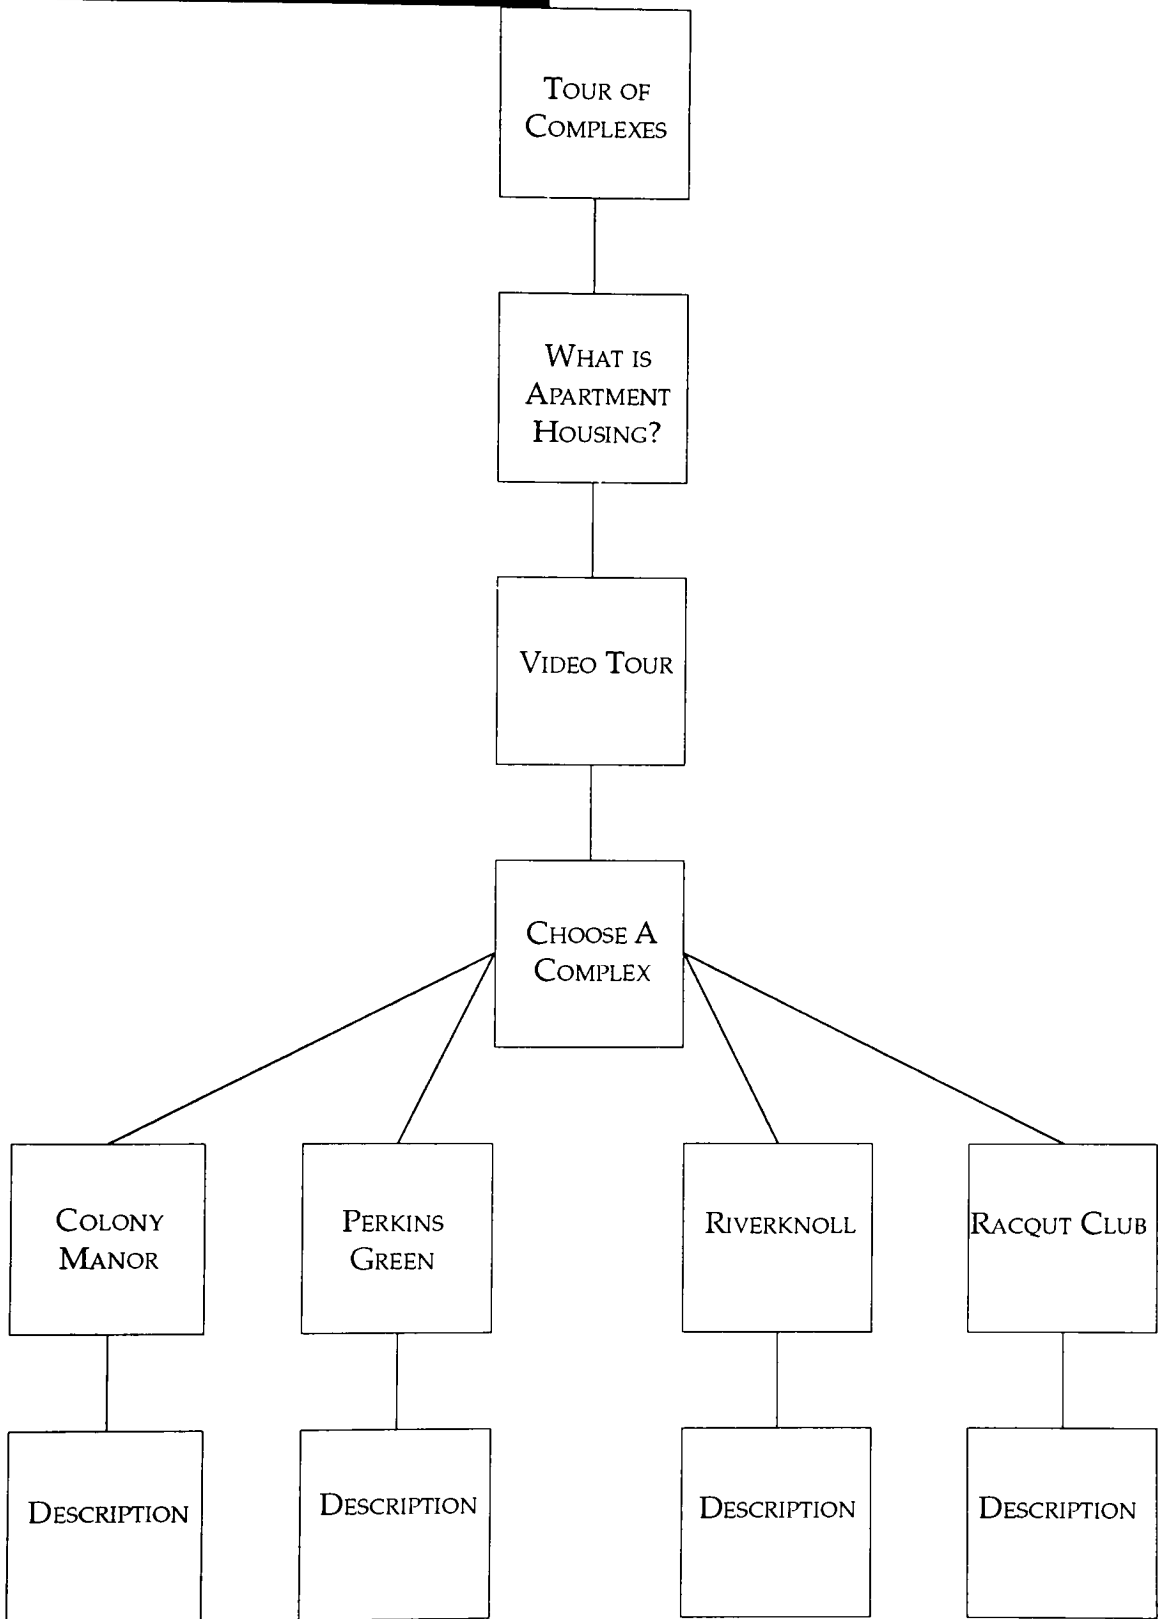 TOUR OF
COMPLEXES
WHAT IS
APARTMENT
HOUSING?
VIDEO TOUR
CHOOSE A
COMPLEX
COLONY
MANOR
PERKINS
GREEN
RIVERKNOLL
RACQUT CLUB
DESCRIPTION
DESCRIPTION
DESCRIPTION
DESCRIPTION